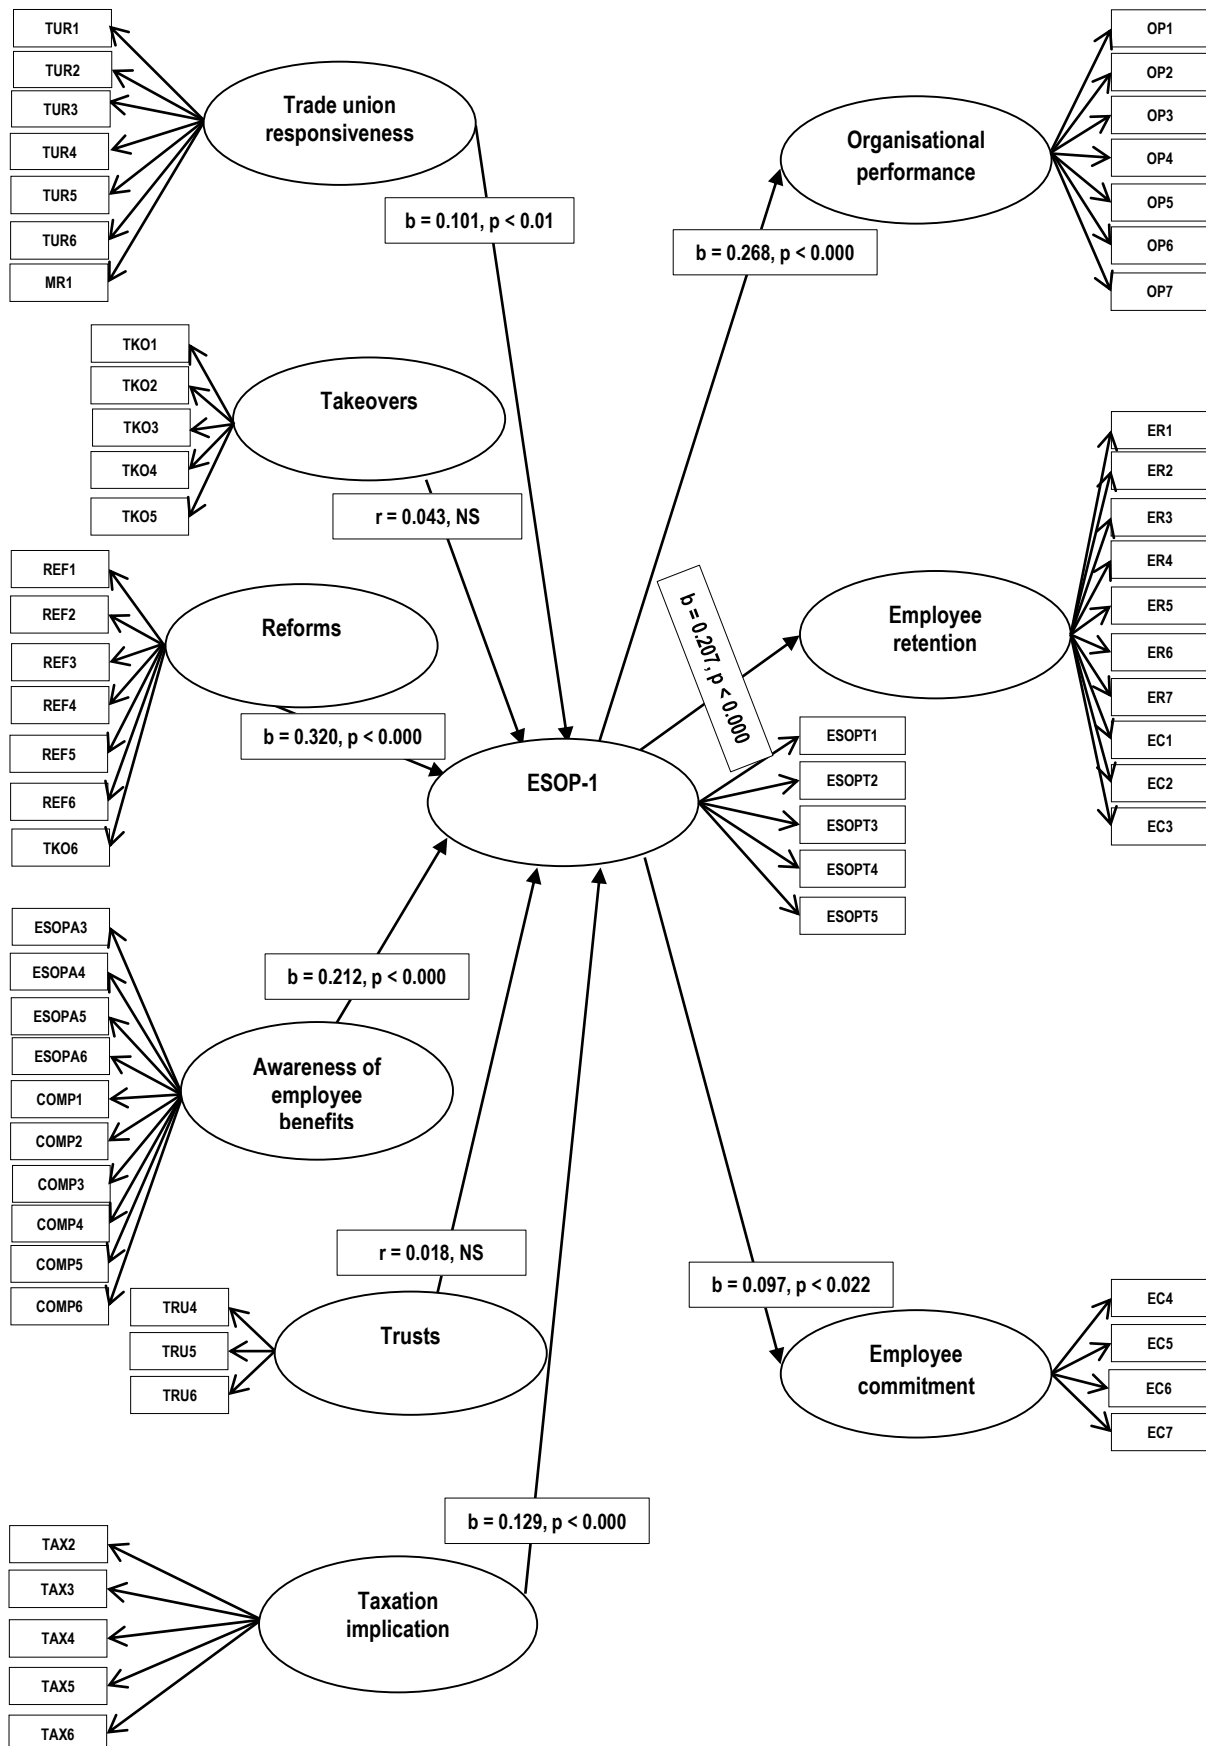 TUR1
TUR2
TUR3
TUR4
TUR5
TUR6
MR1
Trade union
responsiveness
b = 0.101, p < 0.01
TKO1
TKO2
TKO3
TKO4
TKO5
Takeovers
r = 0.043, NS
REF1
REF2
REF3
REF4
REF5
REF6
TKO6
Reforms
b = 0.320, p < 0.000
ESOPA3
ESOPA4
ESOPA5
ESOPA6
COMP1
COMP2
COMP3
COMP4
COMP5
COMP6
Awareness of
employee
benefits
b = 0.212, p < 0.000
TRU4
TRU5
TRU6
Trusts
r = 0.018, NS
TAX2
TAX3
TAX4
TAX5
TAX6
Taxation
implication
b = 0.129, p < 0.000
ESOP-1
ESOPT1
ESOPT2
ESOPT3
ESOPT4
ESOPT5
b = 0.268, p < 0.000
Organisational
performance
OP1
OP2
OP3
OP4
OP5
OP6
OP7
b = 0.207, p < 0.000
Employee
retention
ER1
ER2
ER3
ER4
ER5
ER6
ER7
EC1
EC2
EC3
b = 0.097, p < 0.022
Employee
commitment
EC4
EC5
EC6
EC7